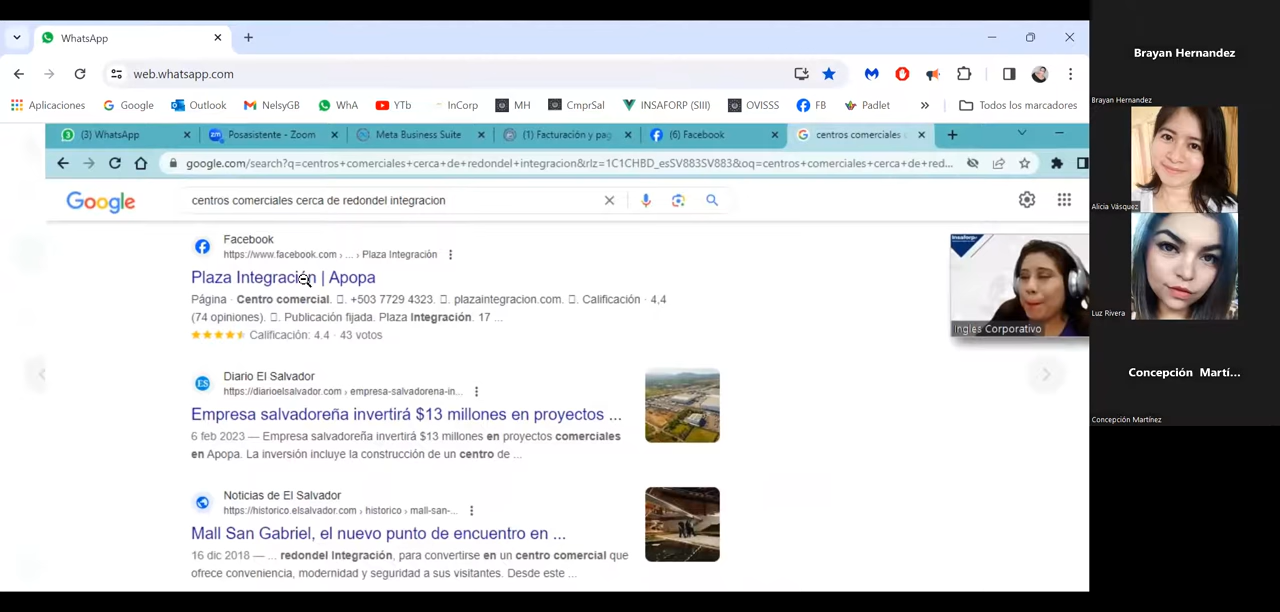 WhatsApp
web.whatsapp.com
Aplicaciones
Google
Outlook
NelsyGB
WhA
YTb
InCorp
MH
CmprSal
INSAFORP (SIII)
OVISSS
FB
Padlet
»
Todos los marcadores
(3) WhatsApp
Posasistente - Zoom
Meta Business Suite
(1) Facturación y pag
(6) Facebook
centros comerciales
google.com/search?q=centros+comerciales+cerca+de+redondel+integracion&rlz=1C1CHBD_esSV883SV883&oq=centros+comerciales+cerca+de+red...
Google
centros comerciales cerca de redondel integracion
Facebook
https://www.facebook.com › ... › Plaza Integración
Plaza Integración | Apopa
Página · Centro comercial. ▯. +503 7729 4323. ▯. plazaintegracion.com. ▯. Calificación · 4,4
(74 opiniones). ▯. Publicación fijada. Plaza Integración. 17 ...
Calificación: 4.4 · 43 votos
ES
Diario El Salvador
https://diarioelsalvador.com › empresa-salvadorena-in...
Empresa salvadoreña invertirá $13 millones en proyectos ...
6 feb 2023 — Empresa salvadoreña invertirá $13 millones en proyectos comerciales
en Apopa. La inversión incluye la construcción de un centro de ...
Noticias de El Salvador
https://historico.elsalvador.com › historico › mall-san-...
Mall San Gabriel, el nuevo punto de encuentro en ...
16 dic 2018 — ... redondel Integración, para convertirse en un centro comercial que
ofrece conveniencia, modernidad y seguridad a sus visitantes. Desde este ...
Insaforp
Ingles Corporativo
Brayan Hernandez
Brayan Hernandez
Alicia Vásquez
Luz Rivera
Concepción Martí...
Concepción Martínez